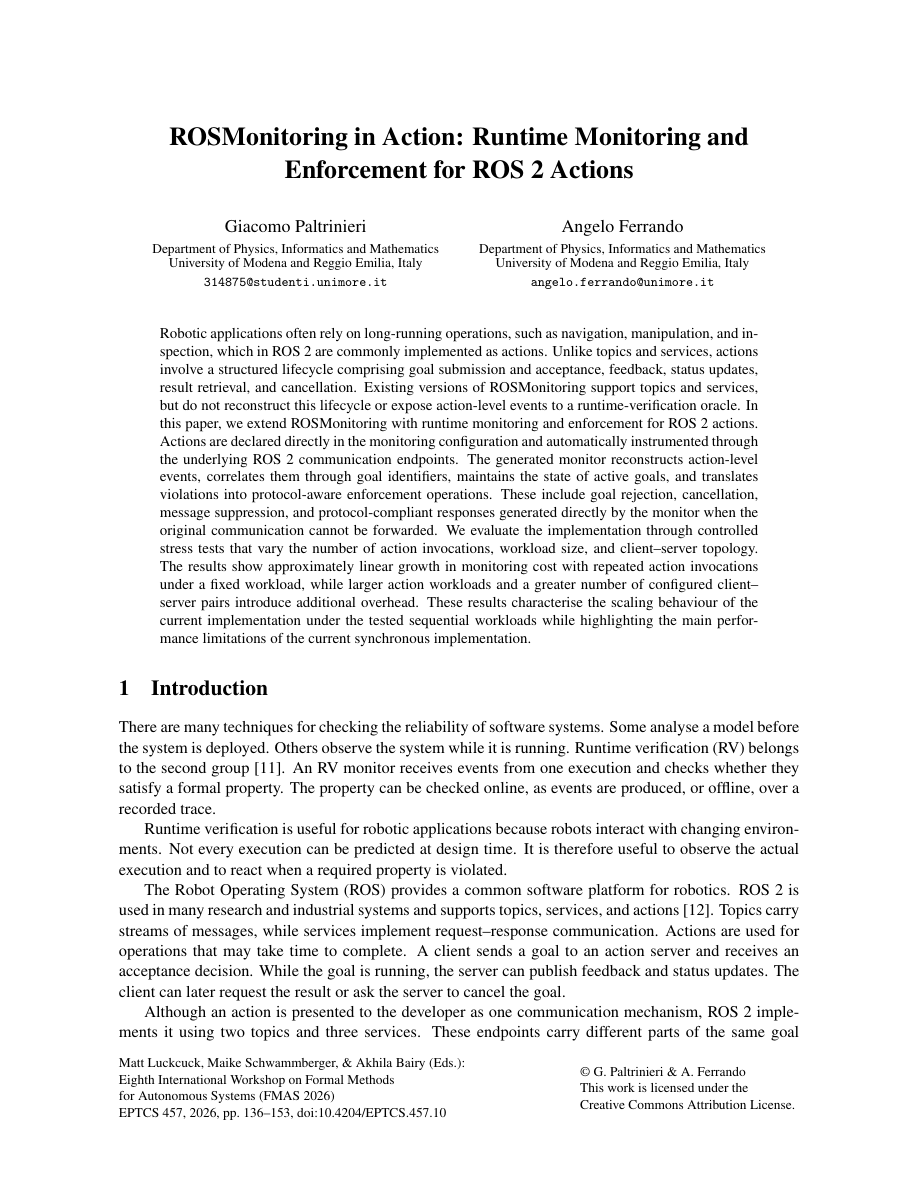 ROSMonitoring in Action: Runtime Monitoring and
Enforcement for ROS 2 Actions
Giacomo Paltrinieri
Department of Physics, Informatics and Mathematics
University of Modena and Reggio Emilia, Italy
314875@studenti.unimore.it
Angelo Ferrando
Department of Physics, Informatics and Mathematics
University of Modena and Reggio Emilia, Italy
angelo.ferrando@unimore.it
Robotic applications often rely on long-running operations, such as navigation, manipulation, and in-
spection, which in ROS 2 are commonly implemented as actions. Unlike topics and services, actions
involve a structured lifecycle comprising goal submission and acceptance, feedback, status updates,
result retrieval, and cancellation. Existing versions of ROSMonitoring support topics and services,
but do not reconstruct this lifecycle or expose action-level events to a runtime-verification oracle. In
this paper, we extend ROSMonitoring with runtime monitoring and enforcement for ROS 2 actions.
Actions are declared directly in the monitoring configuration and automatically instrumented through
the underlying ROS 2 communication endpoints. The generated monitor reconstructs action-level
events, correlates them through goal identifiers, maintains the state of active goals, and translates
violations into protocol-aware enforcement operations. These include goal rejection, cancellation,
message suppression, and protocol-compliant responses generated directly by the monitor when the
original communication cannot be forwarded. We evaluate the implementation through controlled
stress tests that vary the number of action invocations, workload size, and client–server topology.
The results show approximately linear growth in monitoring cost with repeated action invocations
under a fixed workload, while larger action workloads and a greater number of configured client–
server pairs introduce additional overhead. These results characterise the scaling behaviour of the
current implementation under the tested sequential workloads while highlighting the main perfor-
mance limitations of the current synchronous implementation.
1 Introduction
There are many techniques for checking the reliability of software systems. Some analyse a model before
the system is deployed. Others observe the system while it is running. Runtime verification (RV) belongs
to the second group [11]. An RV monitor receives events from one execution and checks whether they
satisfy a formal property. The property can be checked online, as events are produced, or offline, over a
recorded trace.
Runtime verification is useful for robotic applications because robots interact with changing environ-
ments. Not every execution can be predicted at design time. It is therefore useful to observe the actual
execution and to react when a required property is violated.
The Robot Operating System (ROS) provides a common software platform for robotics. ROS 2 is
used in many research and industrial systems and supports topics, services, and actions [12]. Topics carry
streams of messages, while services implement request–response communication. Actions are used for
operations that may take time to complete. A client sends a goal to an action server and receives an
acceptance decision. While the goal is running, the server can publish feedback and status updates. The
client can later request the result or ask the server to cancel the goal.
Although an action is presented to the developer as one communication mechanism, ROS 2 imple-
ments it using two topics and three services. These endpoints carry different parts of the same goal
Matt Luckcuck, Maike Schwammberger, & Akhila Bairy (Eds.):
Eighth International Workshop on Formal Methods
for Autonomous Systems (FMAS 2026)
EPTCS 457, 2026, pp. 136–153, doi:10.4204/EPTCS.457.10
© G. Paltrinieri & A. Ferrando
This work is licensed under the
Creative Commons Attribution License.